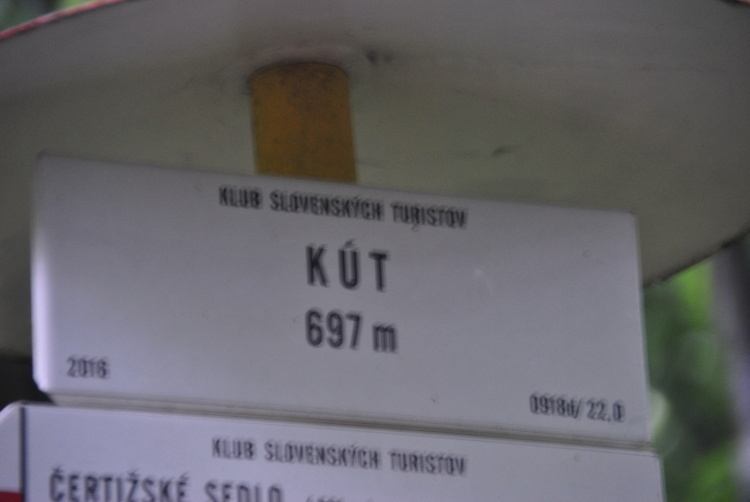 KLUB SLOVENSKÝCH TURISTOV
KÚT
697 m
2016
0918d/22,0
KLUB SLOVENSKÝCH TURISTOV
ČERTIŽSKÉ SEDLO